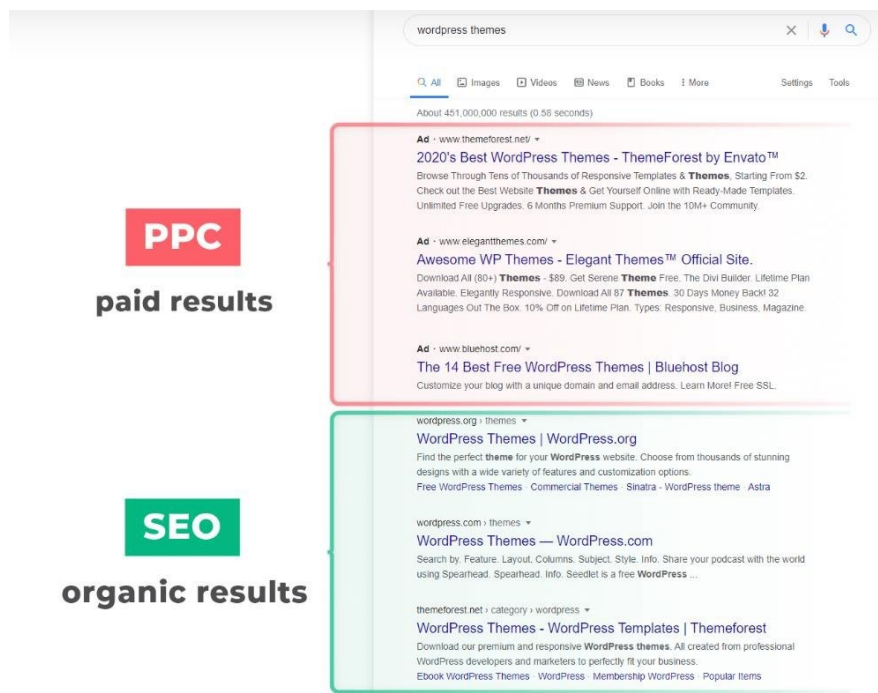 wordpress themes
All Images Videos News Books More Settings Tools
About 451,000,000 results (0.58 seconds)
Ad · www.themeforest.net/
2020's Best WordPress Themes - ThemeForest by Envato™
Browse Through Tens of Thousands of Responsive Templates & Themes, Starting From $2.
Check out the Best Website Themes & Get Yourself Online with Ready-Made Templates.
Unlimited Free Upgrades. 6 Months Premium Support. Join the 10M+ Community.
PPC
paid results
Ad · www.elegantthemes.com/
Awesome WP Themes - Elegant Themes™ Official Site.
Download All (80+) Themes - $89. Get Serene Theme Free. The Divi Builder. Lifetime Plan
Available. Elegantly Responsive. Download All 87 Themes. 30 Days Money Back! 32
Languages Out The Box. 10% Off on Lifetime Plan. Types: Responsive, Business, Magazine.
Ad · www.bluehost.com/
The 14 Best Free WordPress Themes | Bluehost Blog
Customize your blog with a unique domain and email address. Learn More! Free SSL.
wordpress.org › themes
WordPress Themes | WordPress.org
Find the perfect theme for your WordPress website. Choose from thousands of stunning
designs with a wide variety of features and customization options.
Free WordPress Themes · Commercial Themes · Sinatra - WordPress theme · Astra
SEO
organic results
wordpress.com › themes
WordPress Themes — WordPress.com
Search by. Feature. Layout. Columns. Subject. Style. Info. Share your podcast with the world
using Spearhead. Spearhead. Info. Seedlet is a free WordPress ...
themeforest.net › category › wordpress
WordPress Themes - WordPress Templates | Themeforest
Download our premium and responsive WordPress themes. All created from professional
WordPress developers and marketers to perfectly fit your business.
Ebook WordPress Themes · WordPress · Membership WordPress · Popular Items